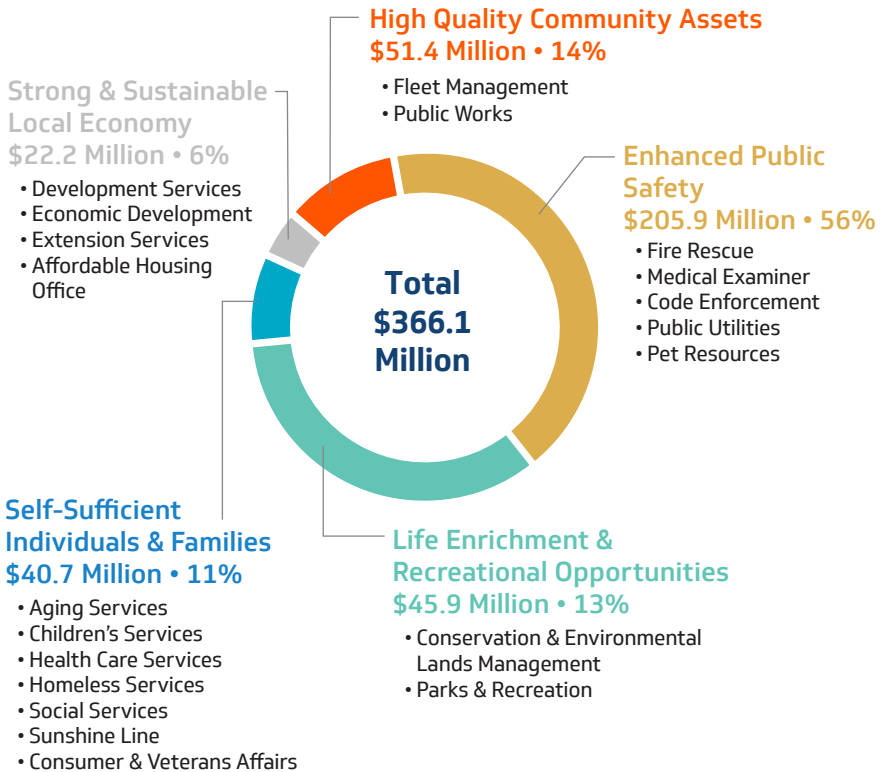 High Quality Community Assets
$51.4 Million • 14%
• Fleet Management
• Public Works
Strong & Sustainable
Local Economy
$22.2 Million • 6%
• Development Services
• Economic Development
• Extension Services
• Affordable Housing
Office
Enhanced Public
Safety
$205.9 Million • 56%
• Fire Rescue
• Medical Examiner
• Code Enforcement
• Public Utilities
• Pet Resources
Total
$366.1
Million
Self-Sufficient
Individuals & Families
$40.7 Million • 11%
• Aging Services
• Children’s Services
• Health Care Services
• Homeless Services
• Social Services
• Sunshine Line
• Consumer & Veterans Affairs
Life Enrichment &
Recreational Opportunities
$45.9 Million • 13%
• Conservation & Environmental
Lands Management
• Parks & Recreation